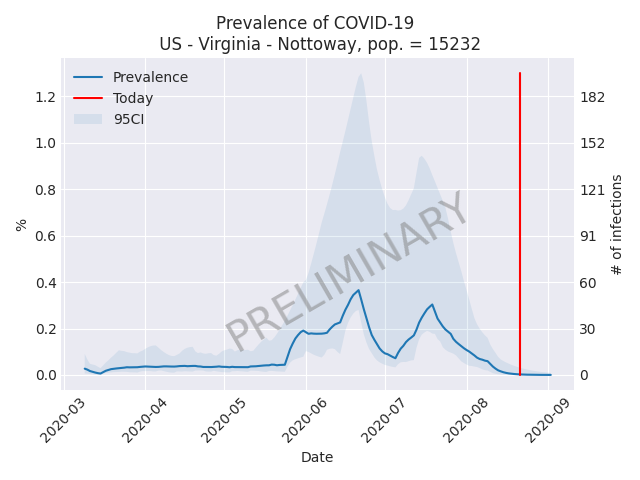 Prevalence of COVID-19
US - Virginia - Nottoway, pop. = 15232
Prevalence
Today
95CI
1.2
1.0
0.8
0.6
0.4
0.2
0.0
%
182
152
121
91
60
30
0
# of infections
PRELIMINARY
2020-03
2020-04
2020-05
2020-06
2020-07
2020-08
2020-09
Date